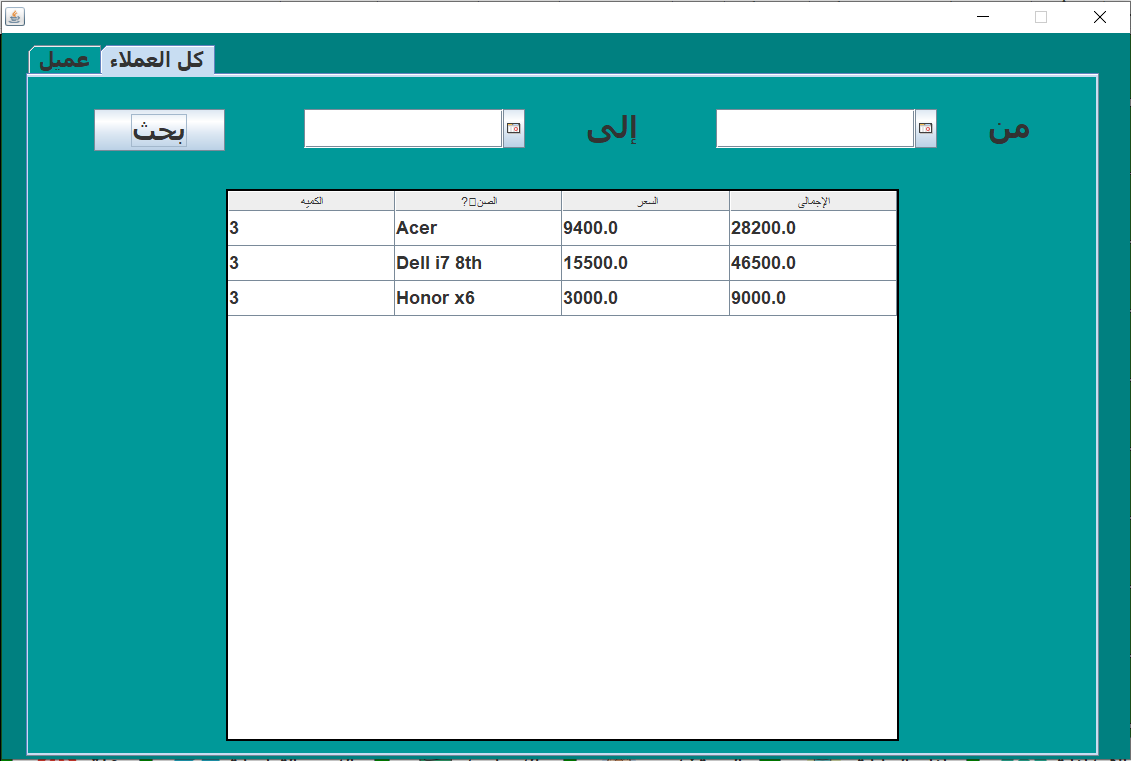 عميل كل العملاء
من إلى بحث
الكميه الصن�? السعر الإجمالى
3 Acer 9400.0 28200.0
3 Dell i7 8th 15500.0 46500.0
3 Honor x6 3000.0 9000.0